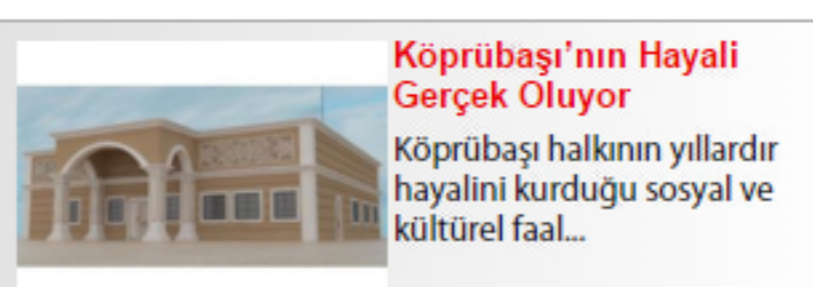 Köprübaşı’nın Hayali
Gerçek Oluyor
Köprübaşı halkının yıllardır
hayalini kurduğu sosyal ve
kültürel faal...